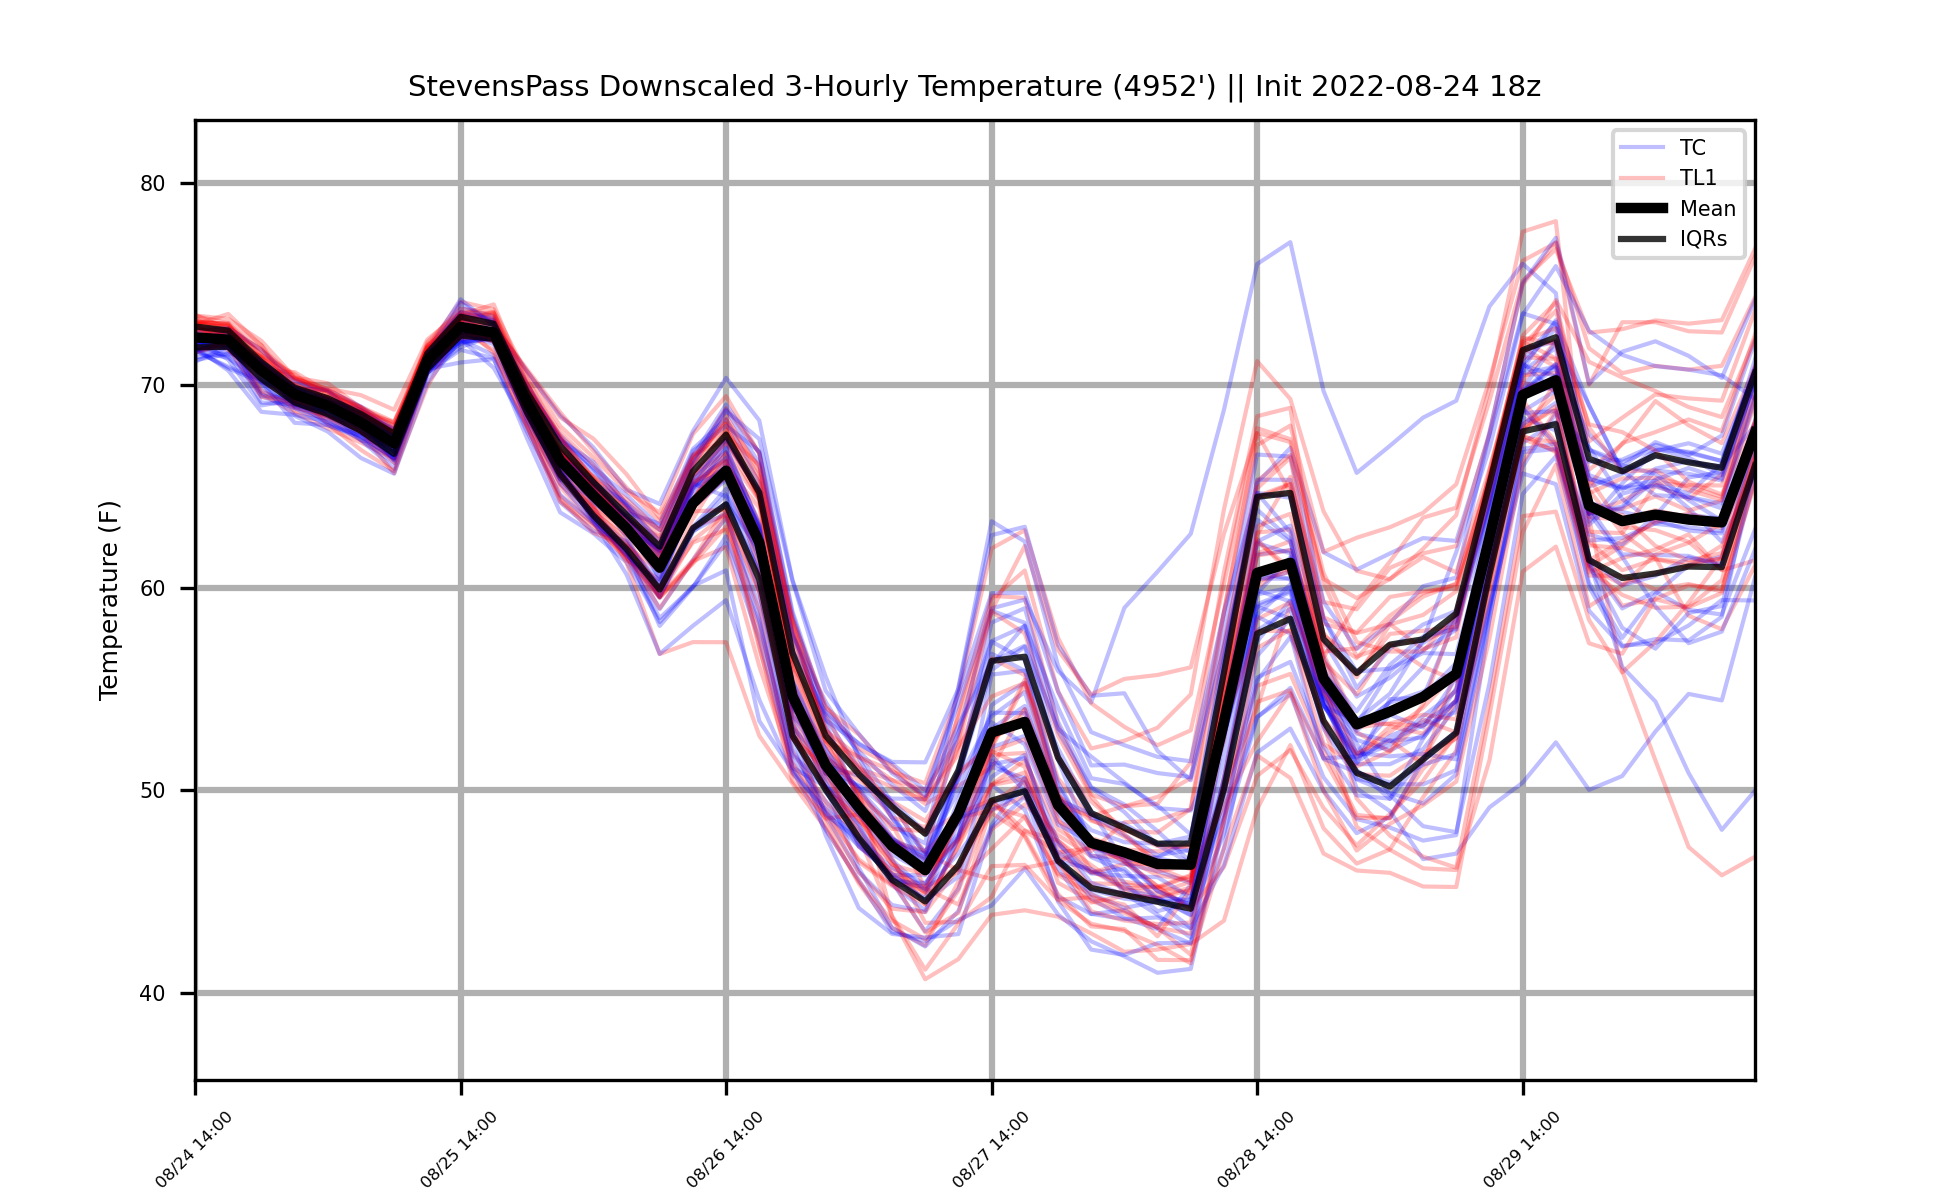 StevensPass Downscaled 3-Hourly Temperature (4952') || Init 2022-08-24 18z
TC
TL1
Mean
IQRs
Temperature (F)
80
70
60
50
40
08/24 14:00
08/25 14:00
08/26 14:00
08/27 14:00
08/28 14:00
08/29 14:00